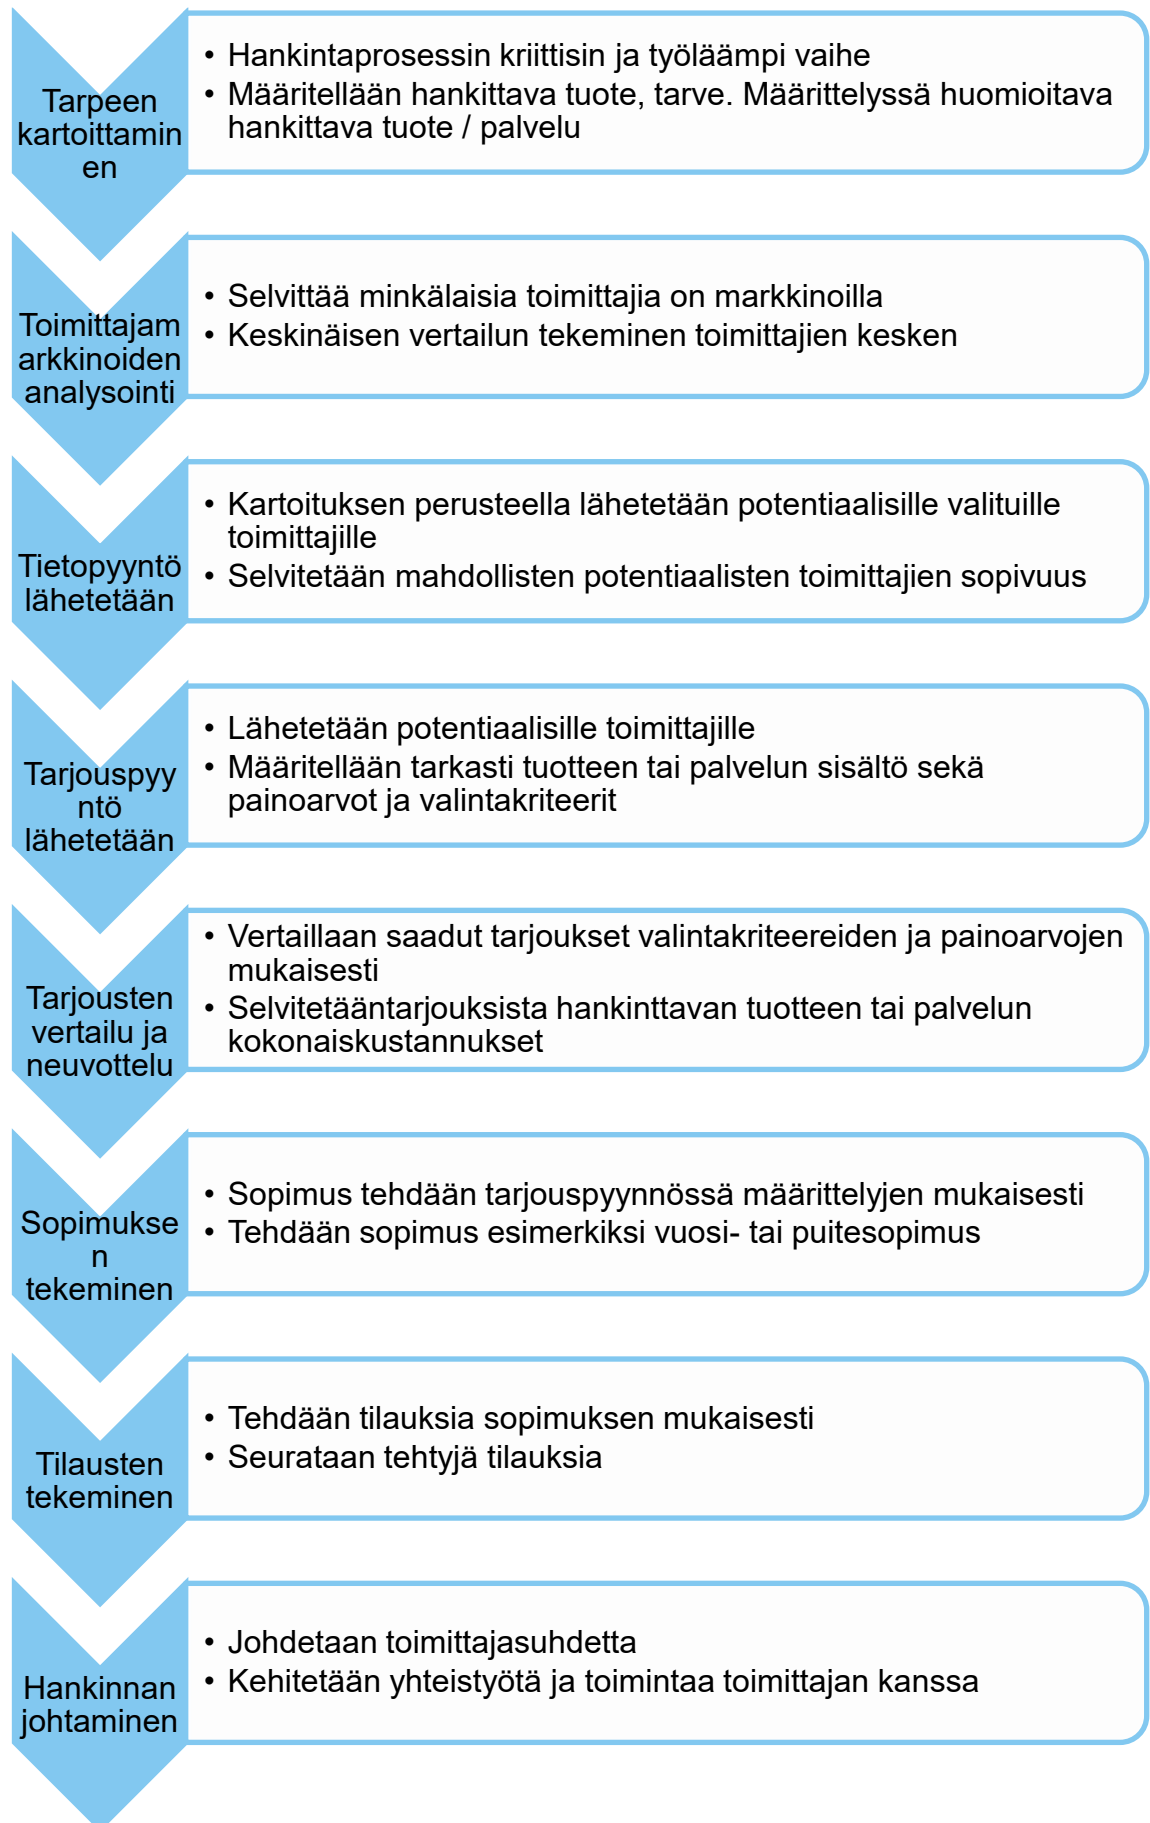 Tarpeen
kartoittamin
en
• Hankintaprosessin kriittisin ja työläämpi vaihe
• Määritellään hankittava tuote, tarve. Määrittelyssä huomioitava
hankittava tuote / palvelu
Toimittajam
arkkinoiden
analysointi
• Selvittää minkälaisia toimittajia on markkinoilla
• Keskinäisen vertailun tekeminen toimittajien kesken
Tietopyyntö
lähetetään
• Kartoituksen perusteella lähetetään potentiaalisille valituille
toimittajille
• Selvitetään mahdollisten potentiaalisten toimittajien sopivuus
Tarjouspyy
ntö
lähetetään
• Lähetetään potentiaalisille toimittajille
• Määritellään tarkasti tuotteen tai palvelun sisältö sekä
painoarvot ja valintakriteerit
Tarjousten
vertailu ja
neuvottelu
• Vertaillaan saadut tarjoukset valintakriteereiden ja painoarvojen
mukaisesti
• Selvitetääntarjouksista hankinttavan tuotteen tai palvelun
kokonaiskustannukset
Sopimukse
n
tekeminen
• Sopimus tehdään tarjouspyynnössä määrittelyjen mukaisesti
• Tehdään sopimus esimerkiksi vuosi- tai puitesopimus
Tilausten
tekeminen
• Tehdään tilauksia sopimuksen mukaisesti
• Seurataan tehtyjä tilauksia
Hankinnan
johtaminen
• Johdetaan toimittajasuhdetta
• Kehitetään yhteistyötä ja toimintaa toimittajan kanssa